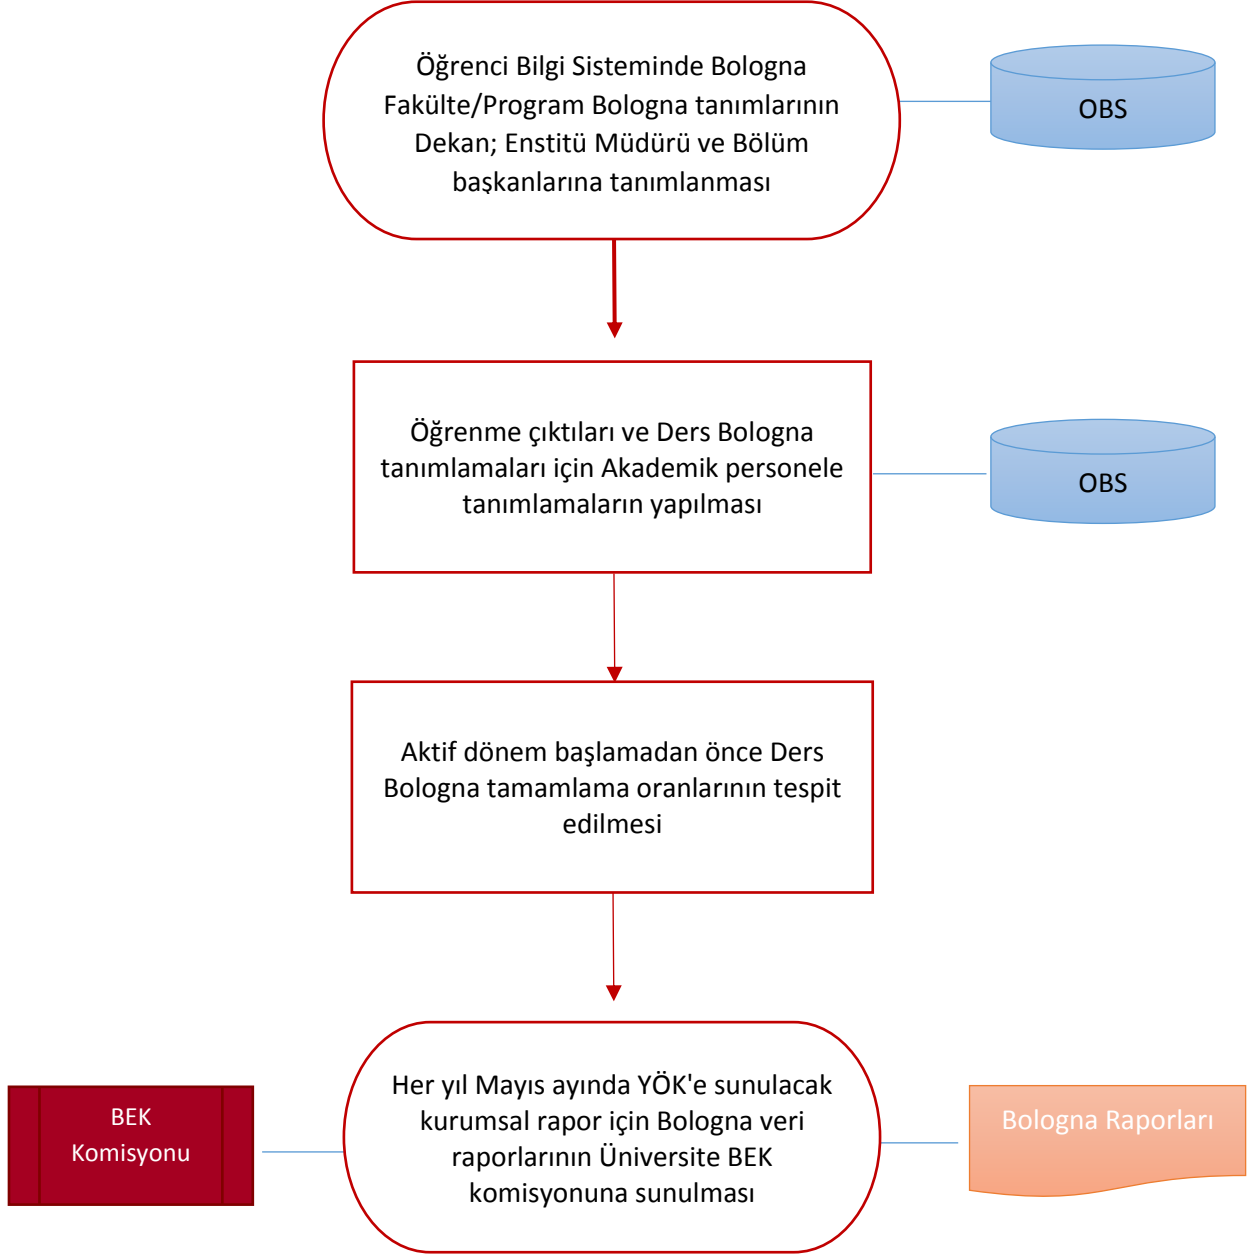 Öğrenci Bilgi Sisteminde Bologna
Fakülte/Program Bologna tanımlarının
Dekan; Enstitü Müdürü ve Bölüm
başkanlarına tanımlanması
OBS
Öğrenme çıktıları ve Ders Bologna
tanımlamaları için Akademik personele
tanımlamaların yapılması
OBS
Aktif dönem başlamadan önce Ders
Bologna tamamlama oranlarının tespit
edilmesi
BEK
Komisyonu
Her yıl Mayıs ayında YÖK'e sunulacak
kurumsal rapor için Bologna veri
raporlarının Üniversite BEK
komisyonuna sunulması
Bologna Raporları